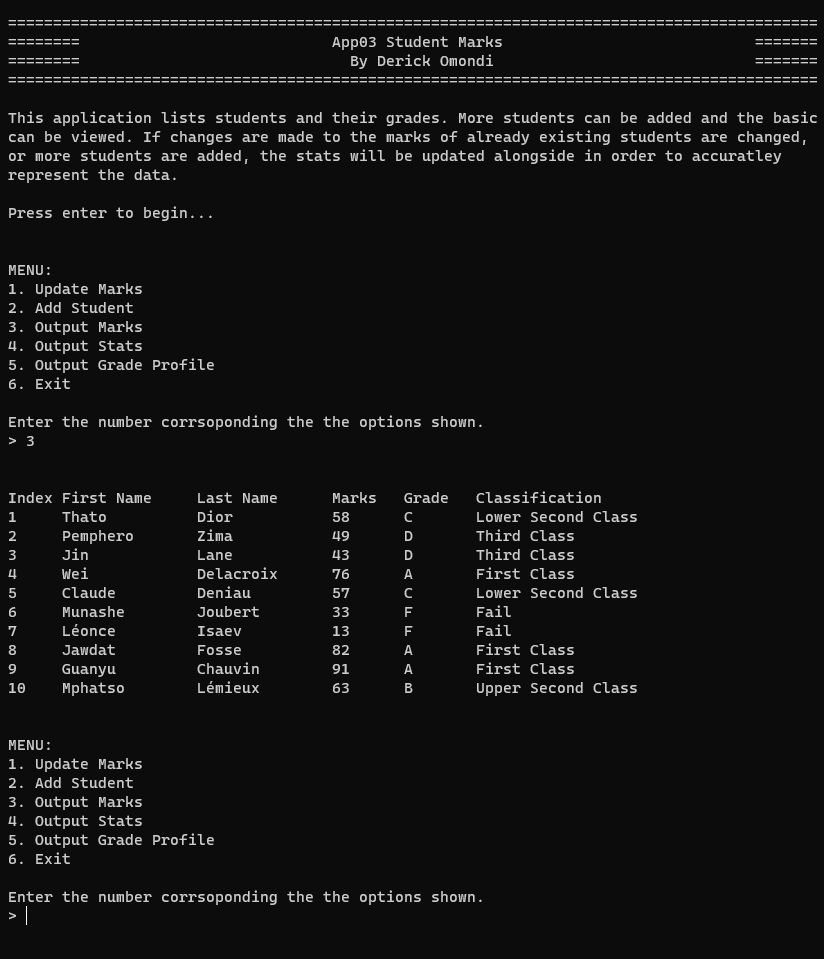 ==========================================================================================
======== App03 Student Marks =======
======== By Derick Omondi =======
==========================================================================================
This application lists students and their grades. More students can be added and the basic
can be viewed. If changes are made to the marks of already existing students are changed,
or more students are added, the stats will be updated alongside in order to accuratley
represent the data.
Press enter to begin...
MENU:
1. Update Marks
2. Add Student
3. Output Marks
4. Output Stats
5. Output Grade Profile
6. Exit
Enter the number corrsoponding the the options shown.
> 3
Index First Name Last Name Marks Grade Classification
1 Thato Dior 58 C Lower Second Class
2 Pemphero Zima 49 D Third Class
3 Jin Lane 43 D Third Class
4 Wei Delacroix 76 A First Class
5 Claude Deniau 57 C Lower Second Class
6 Munashe Joubert 33 F Fail
7 Léonce Isaev 13 F Fail
8 Jawdat Fosse 82 A First Class
9 Guanyu Chauvin 91 A First Class
10 Mphatso Lémieux 63 B Upper Second Class
MENU:
1. Update Marks
2. Add Student
3. Output Marks
4. Output Stats
5. Output Grade Profile
6. Exit
Enter the number corrsoponding the the options shown.
>